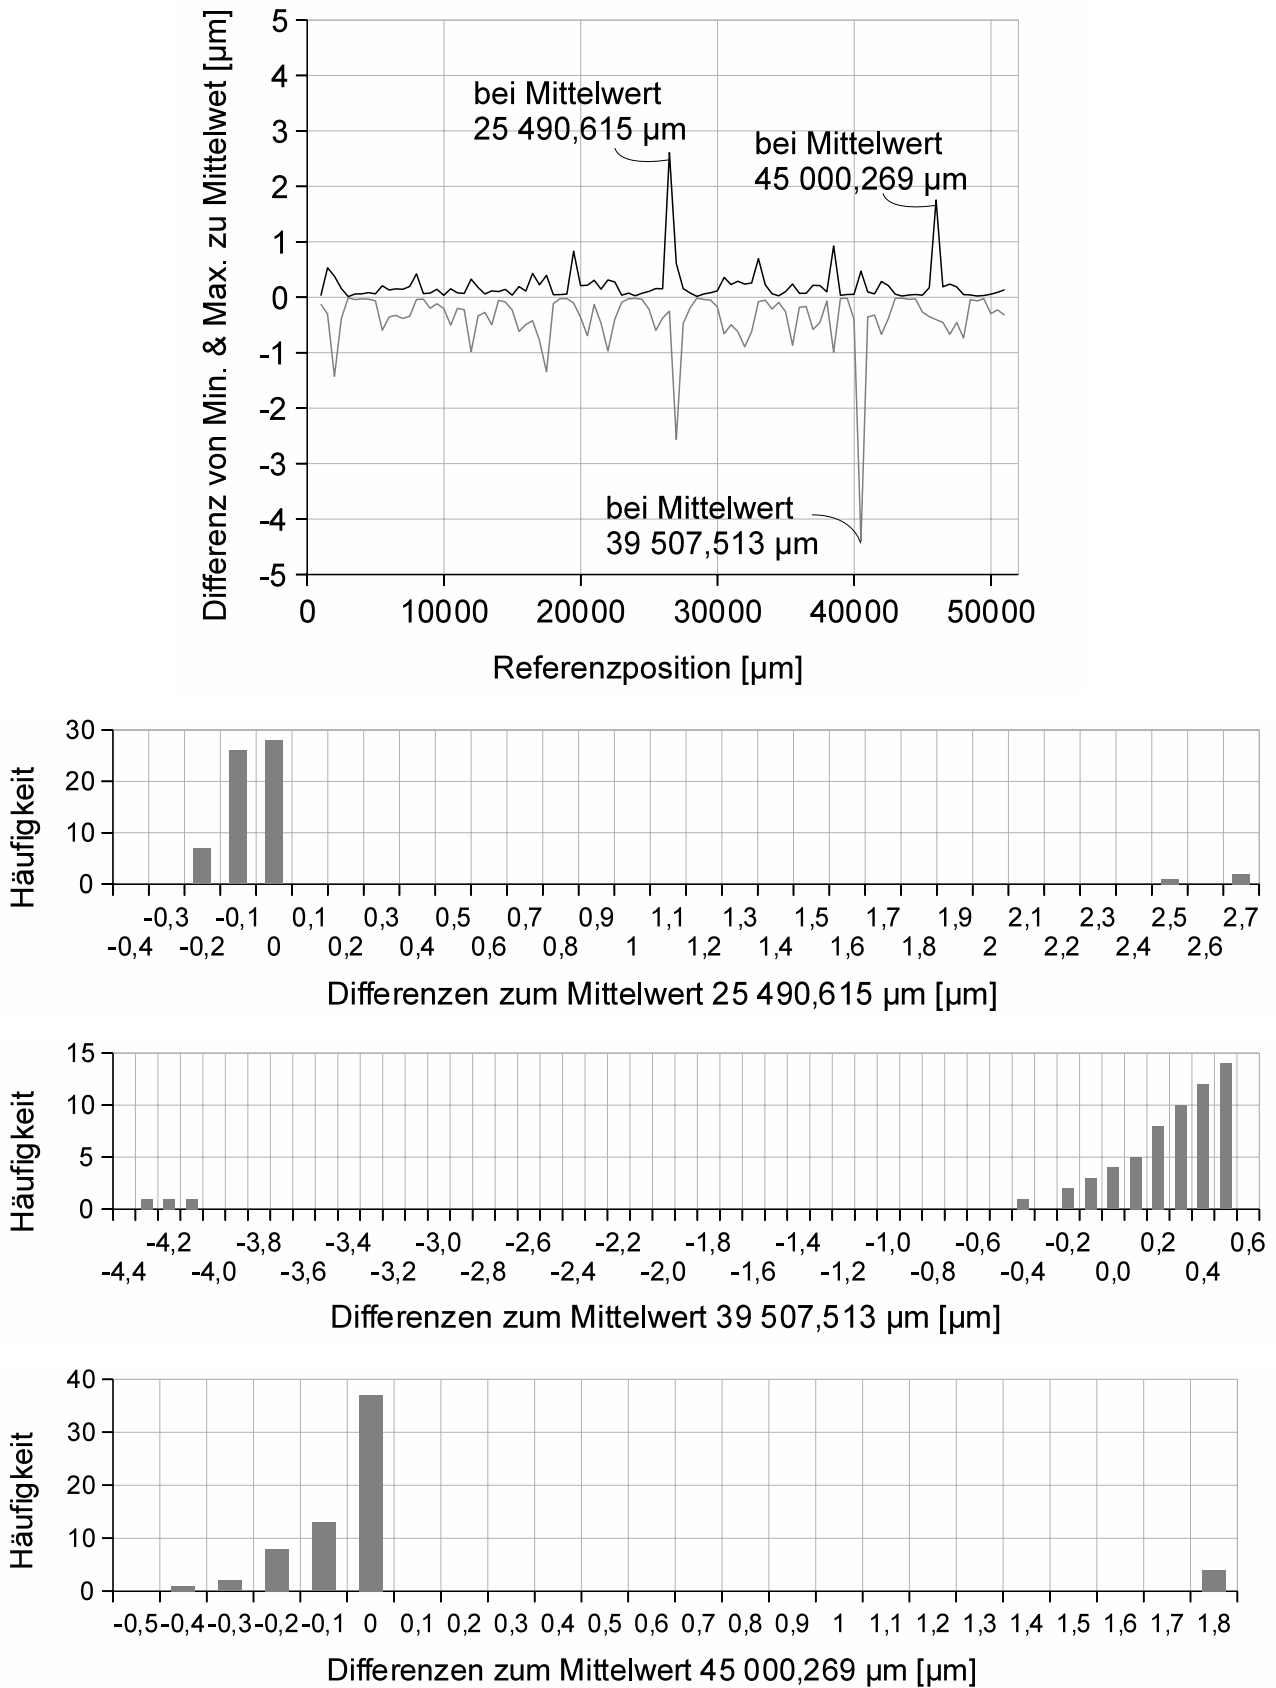 Differenz von Min. & Max. zu Mittelwet [µm]
5
4
3
2
1
0
-1
-2
-3
-4
-5
bei Mittelwert
25 490,615 µm
bei Mittelwert
45 000,269 µm
bei Mittelwert
39 507,513 µm
0 10000 20000 30000 40000 50000
Referenzposition [µm]
Häufigkeit
30
20
10
0
-0,3 -0,1 0,1 0,3 0,5 0,7 0,9 1,1 1,3 1,5 1,7 1,9 2,1 2,3 2,5 2,7
-0,4 -0,2 0 0,2 0,4 0,6 0,8 1 1,2 1,4 1,6 1,8 2 2,2 2,4 2,6
Differenzen zum Mittelwert 25 490,615 µm [µm]
Häufigkeit
15
10
5
0
-4,2 -3,8 -3,4 -3,0 -2,6 -2,2 -1,8 -1,4 -1,0 -0,6 -0,2 0,2 0,6
-4,4 -4,0 -3,6 -3,2 -2,8 -2,4 -2,0 -1,6 -1,2 -0,8 -0,4 0,0 0,4
Differenzen zum Mittelwert 39 507,513 µm [µm]
Häufigkeit
40
30
20
10
0
-0,5 -0,4 -0,3 -0,2 -0,1 0 0,1 0,2 0,3 0,4 0,5 0,6 0,7 0,8 0,9 1 1,1 1,2 1,3 1,4 1,5 1,6 1,7 1,8
Differenzen zum Mittelwert 45 000,269 µm [µm]